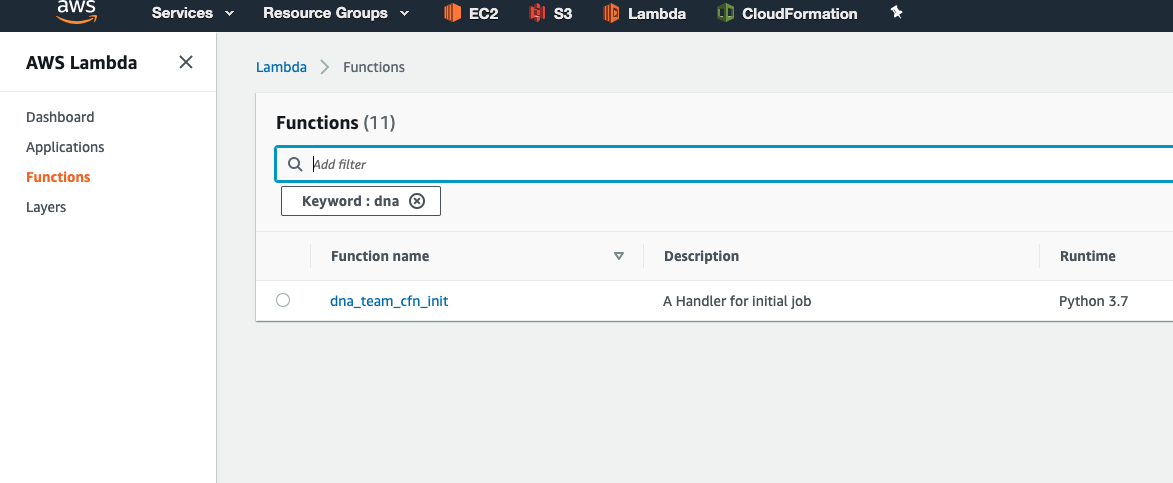 aws Services Resource Groups EC2 S3 Lambda CloudFormation
AWS Lambda
Lambda Functions
Dashboard
Applications
Functions
Layers
Functions (11)
Add filter
Keyword : dna
Function name Description Runtime
dna_team_cfn_init A Handler for initial job Python 3.7